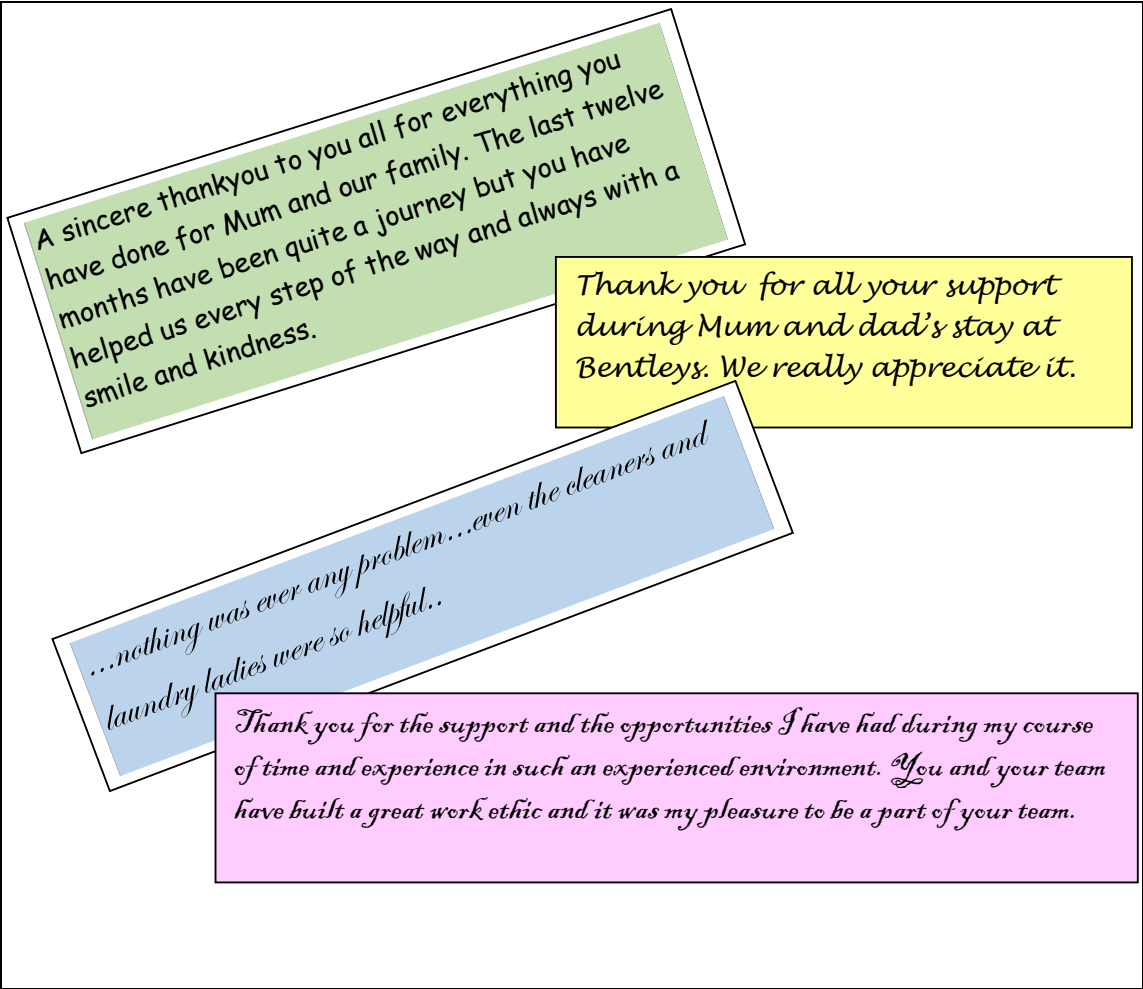 A sincere thankyou to you all for everything you
have done for Mum and our family. The last twelve
months have been quite a journey but you have
helped us every step of the way and always with a
smile and kindness.
Thank you for all your support
during Mum and dad’s stay at
Bentleys. We really appreciate it.
...nothing was ever any problem...even the cleaners and
laundry ladies were so helpful..
Thank you for the support and the opportunities I have had during my course
of time and experience in such an experienced environment. You and your team
have built a great work ethic and it was my pleasure to be a part of your team.